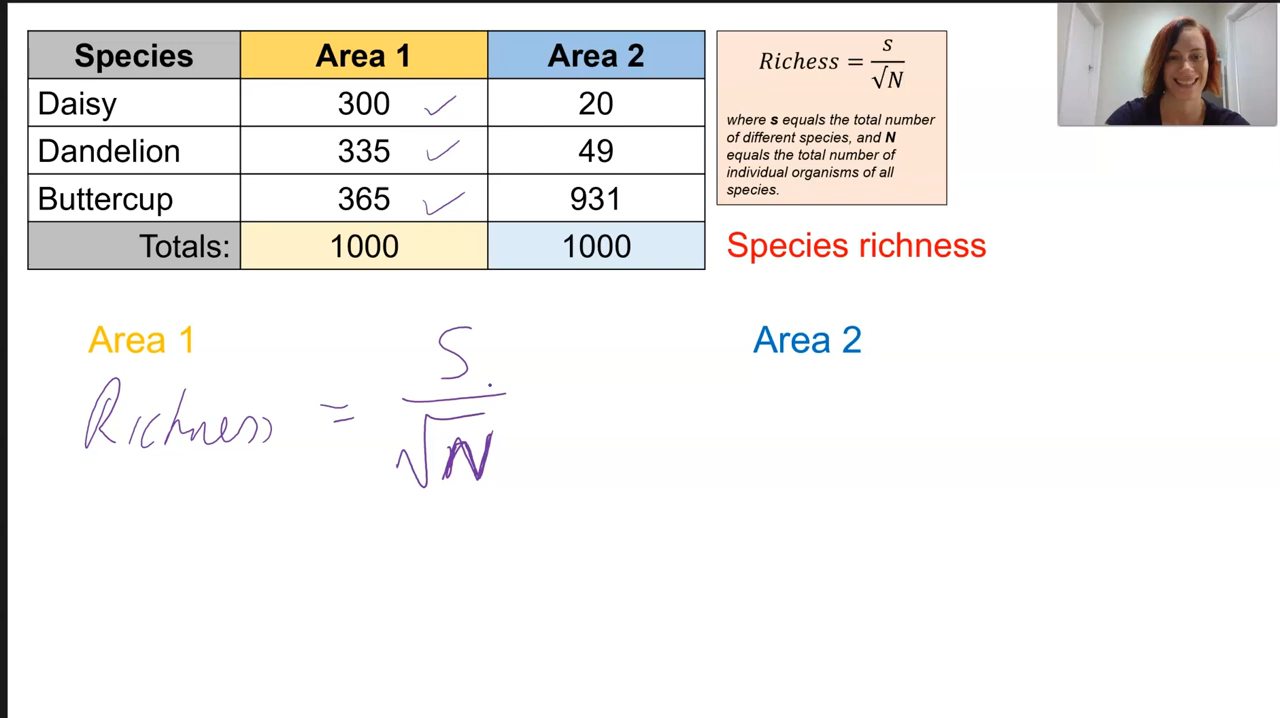 Species Area 1 Area 2
Daisy 300 20
Dandelion 335 49
Buttercup 365 931
Totals: 1000 1000
Richess = s / √N
where s equals the total number
of different species, and N
equals the total number of
individual organisms of all
species.
Species richness
Area 1
Area 2
Richness = S / √N